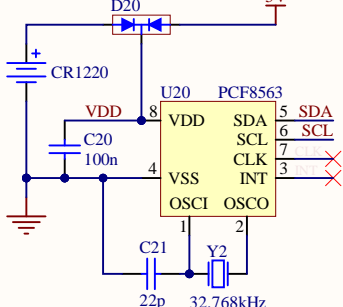 D20
CR1220
VDD
C20
100n
U20 PCF8563
8 VDD SDA 5 SDA
SCL 6 SCL
CLK 7
4 VSS INT 3
OSCI OSCO
1 2
C21
22p
Y2
32.768kHz